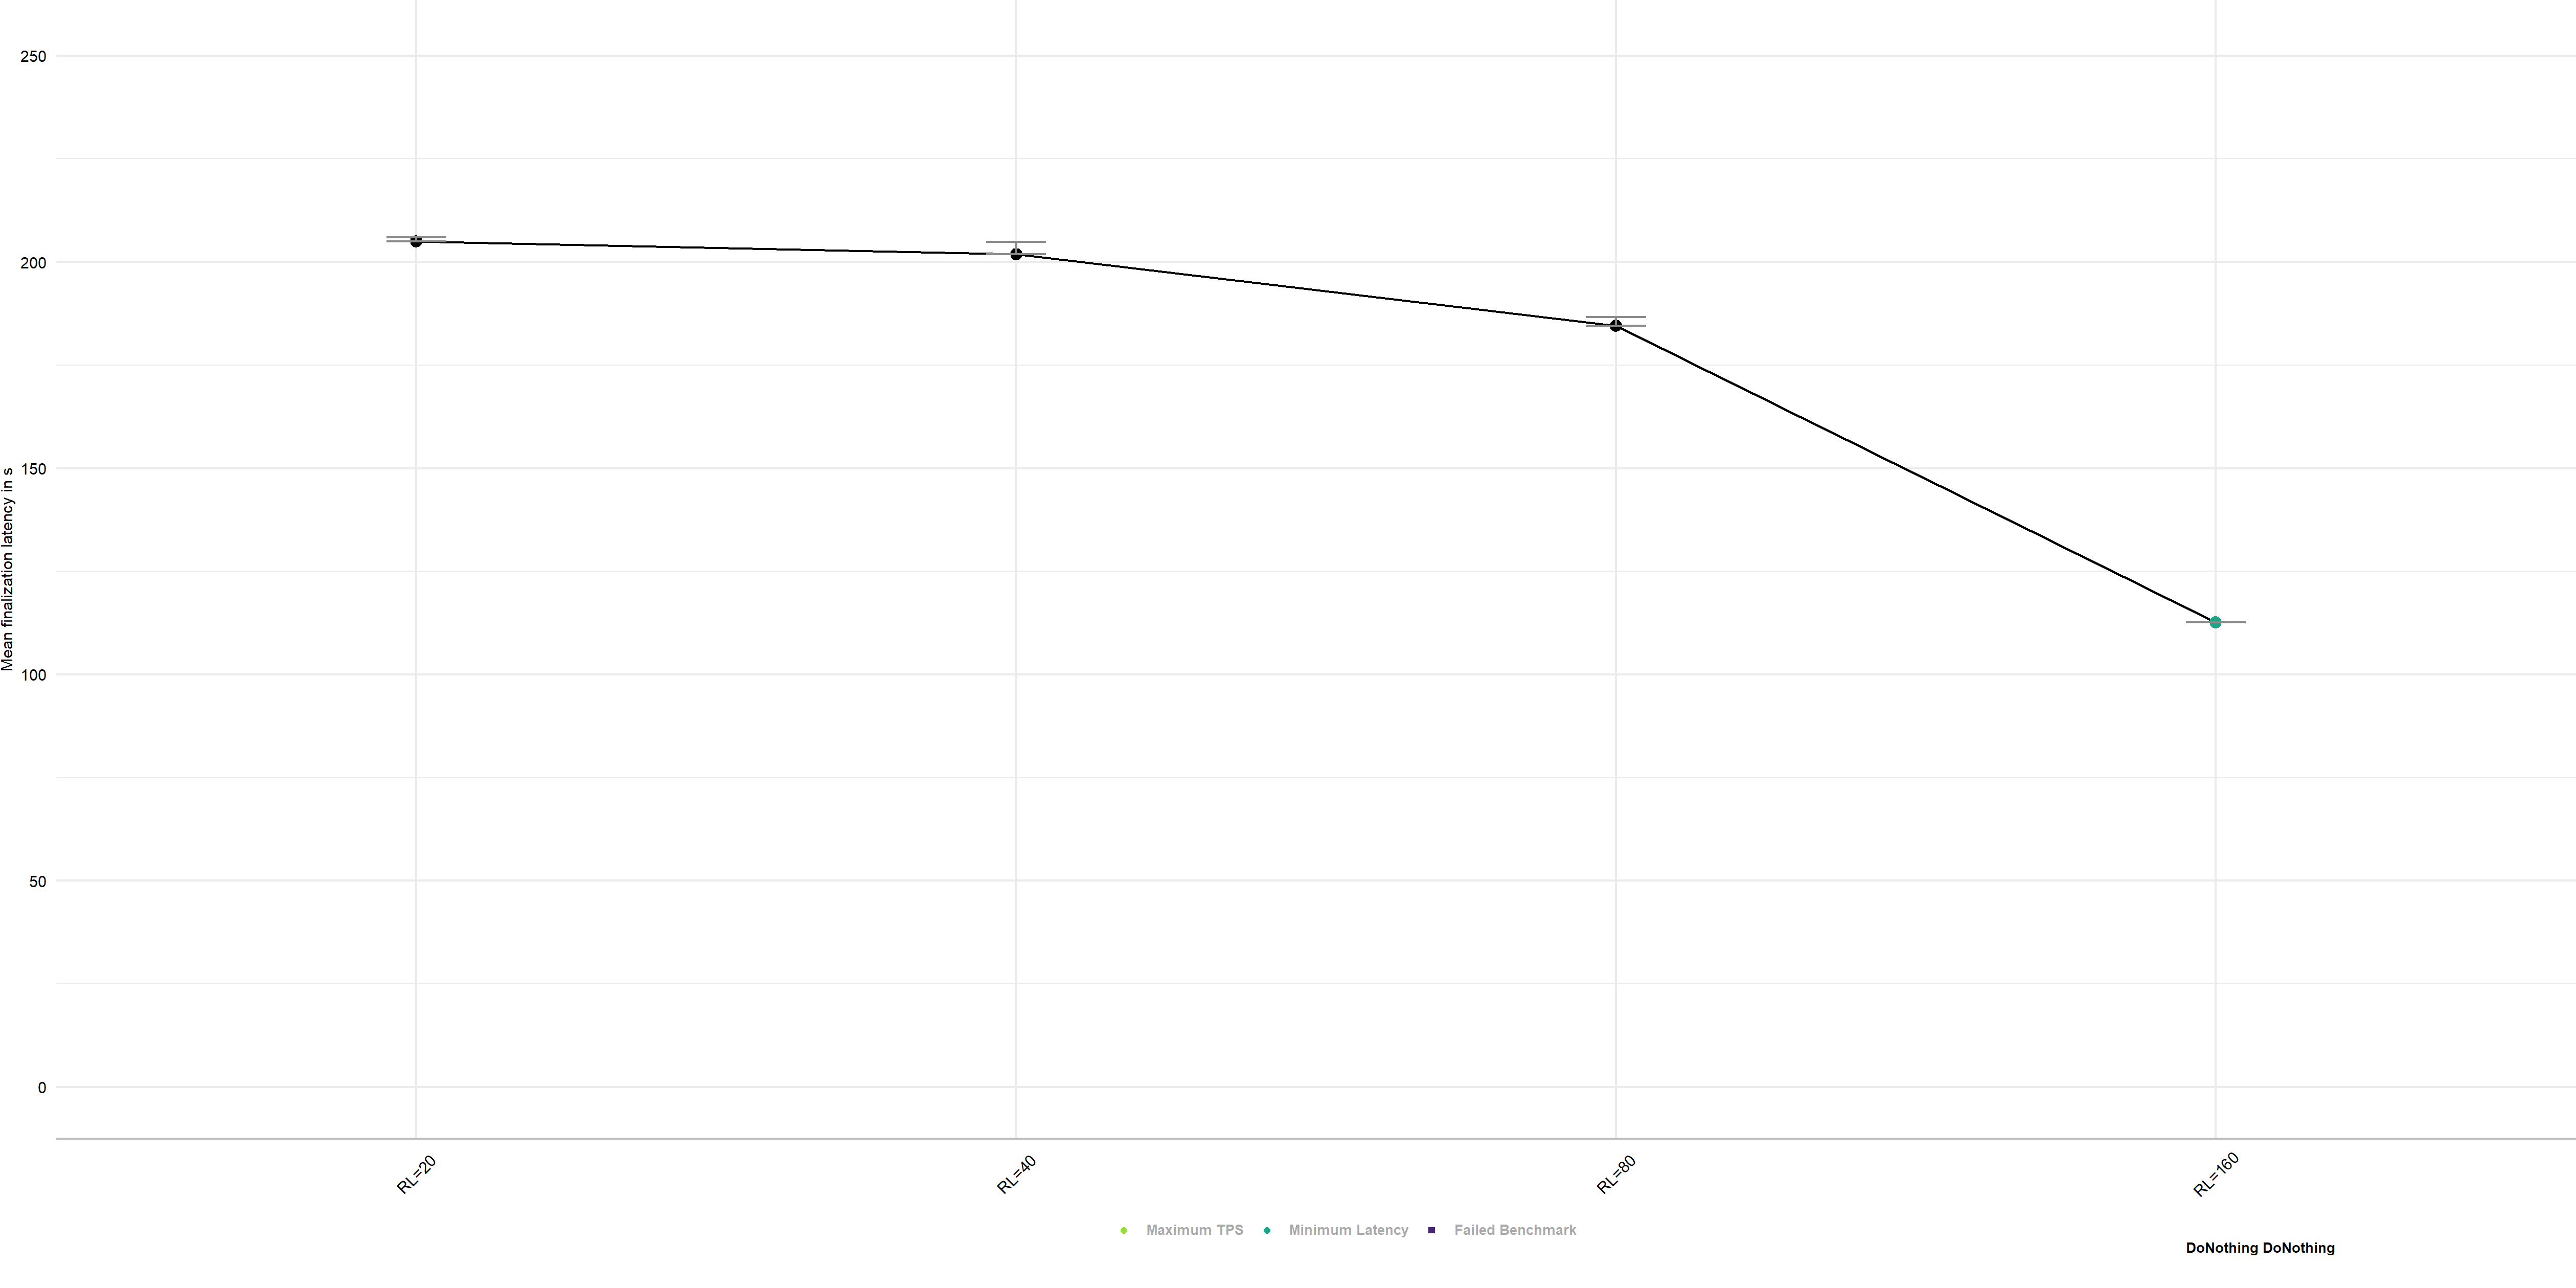 250
200
150
100
50
0
Mean finalization latency in s
RL=20
RL=40
RL=80
RL=160
Maximum TPS
Minimum Latency
Failed Benchmark
DoNothing DoNothing